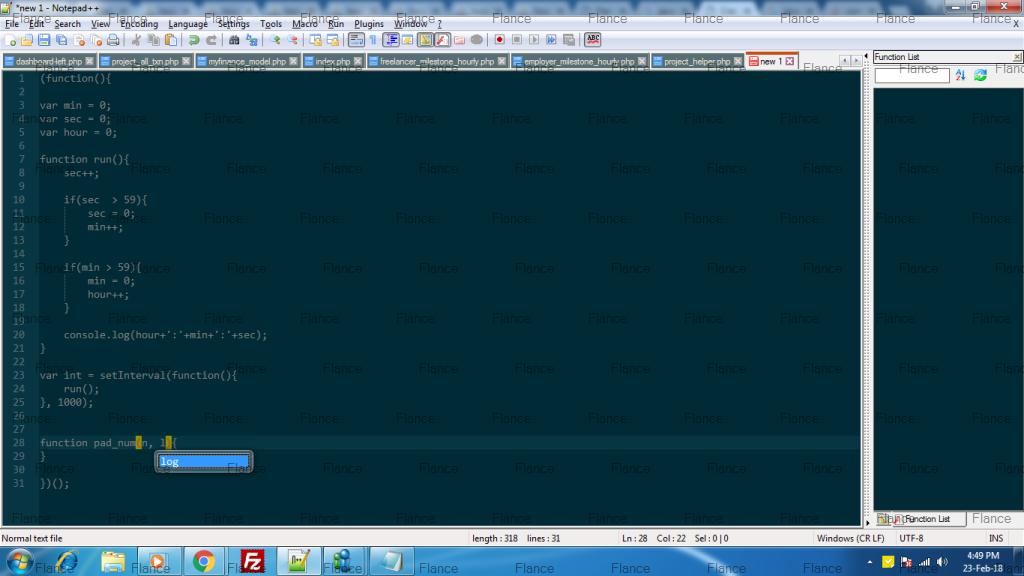 *new 1 - Notepad++
File Edit Search View Encoding Language Settings Tools Macro Run Plugins Window ? X
dashboard-left.php project_all_txn.php myfinance_model.php index.php freelancer_milestone_hourly.php employer_milestone_hourly.php project_helper.php new 1
Function List
1 (function(){
2
3 var min = 0;
4 var sec = 0;
5 var hour = 0;
6
7 function run(){
8 sec++;
9
10 if(sec  > 59){
11 sec = 0;
12 min++;
13 }
14
15 if(min > 59){
16 min = 0;
17 hour++;
18 }
19
20 console.log(hour+':'+min+':'+sec);
21 }
22
23 var int = setInterval(function(){
24 run();
25 }, 1000);
26
27
28 function pad_num(n, l){
29 }
log
30
31 })();
Function List
Normal text file length : 318 lines : 31 Ln : 28 Col : 22 Sel : 0 | 0 Windows (CR LF) UTF-8 INS
4:49 PM
23-Feb-18
Flance